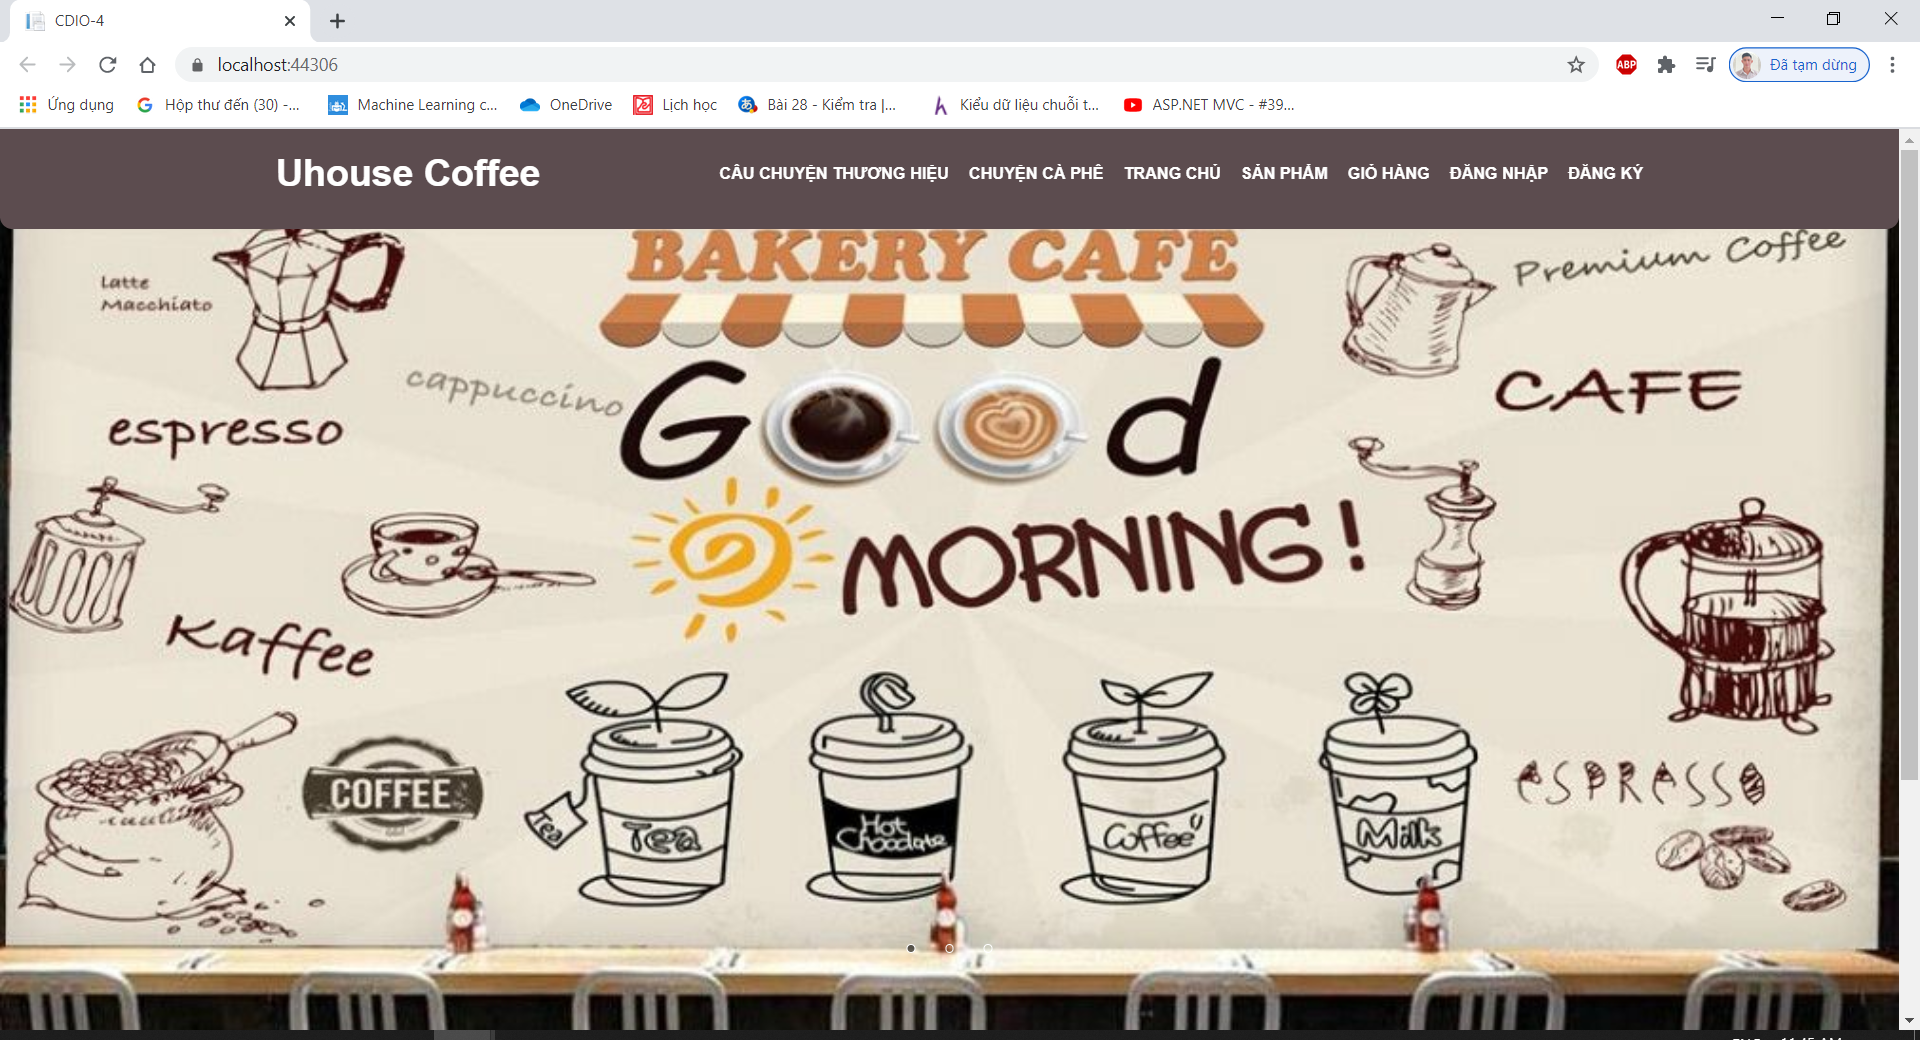 CDIO-4
localhost:44306
Đã tạm dừng
Ứng dụng
Hộp thư đến (30) -...
Machine Learning c...
OneDrive
Lịch học
Bài 28 - Kiểm tra |...
Kiểu dữ liệu chuỗi t...
ASP.NET MVC - #39...
Uhouse Coffee
CÂU CHUYỆN THƯƠNG HIỆU
CHUYỆN CÀ PHÊ
TRANG CHỦ
SẢN PHẨM
GIỎ HÀNG
ĐĂNG NHẬP
ĐĂNG KÝ
BAKERY CAFE
Latte
Macchiato
Premium Coffee
cappuccino
Good
CAFE
espresso
MORNING!
Kaffee
COFFEE
ESPRESSO
Tea
Tea
Hot
Choodate
Coffee
Milk